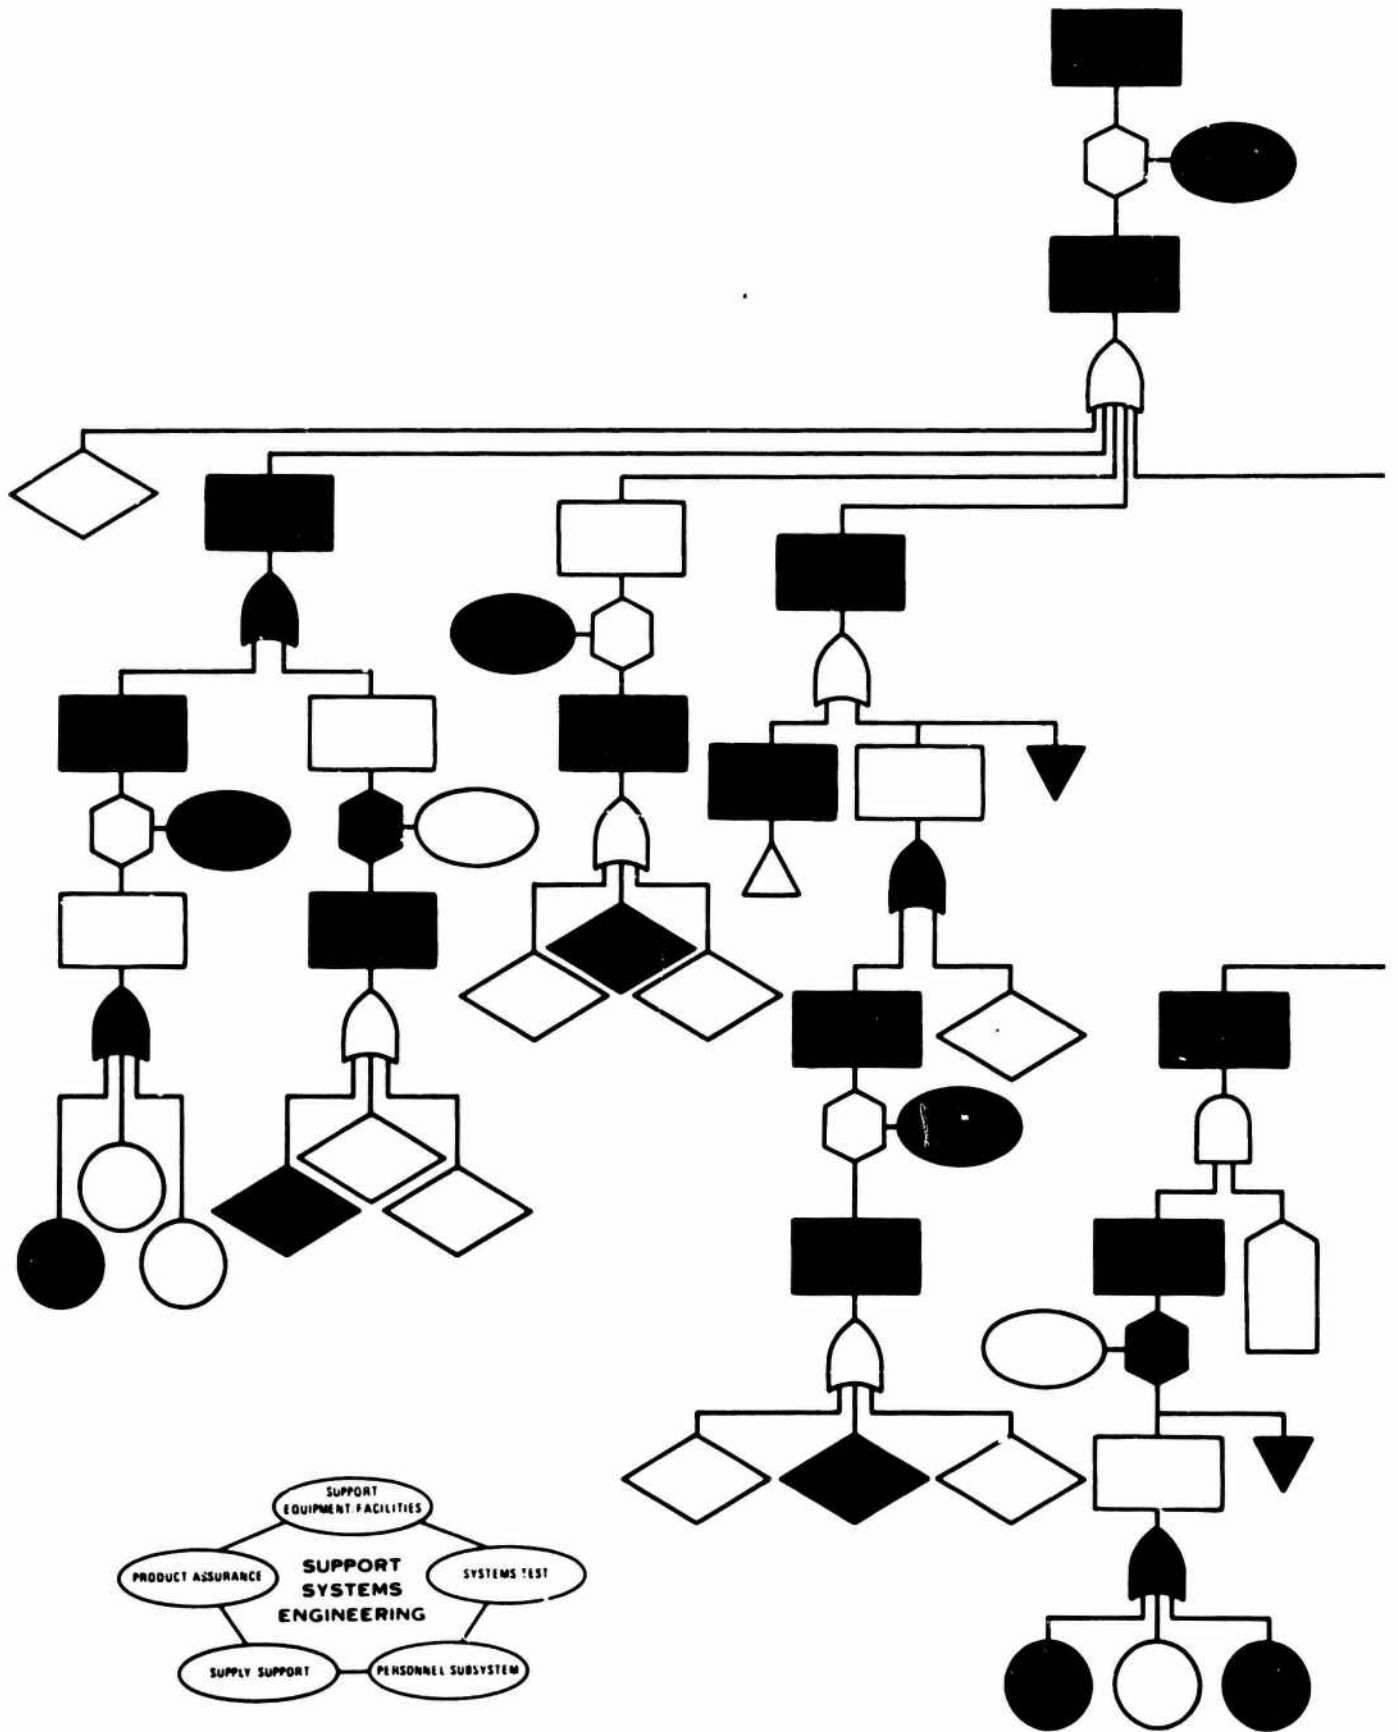 SUPPORT
EQUIPMENT/FACILITIES
PRODUCT ASSURANCE
SUPPORT
SYSTEMS
ENGINEERING
SYSTEMS TEST
SUPPLY SUPPORT
PERSONNEL SUBSYSTEM